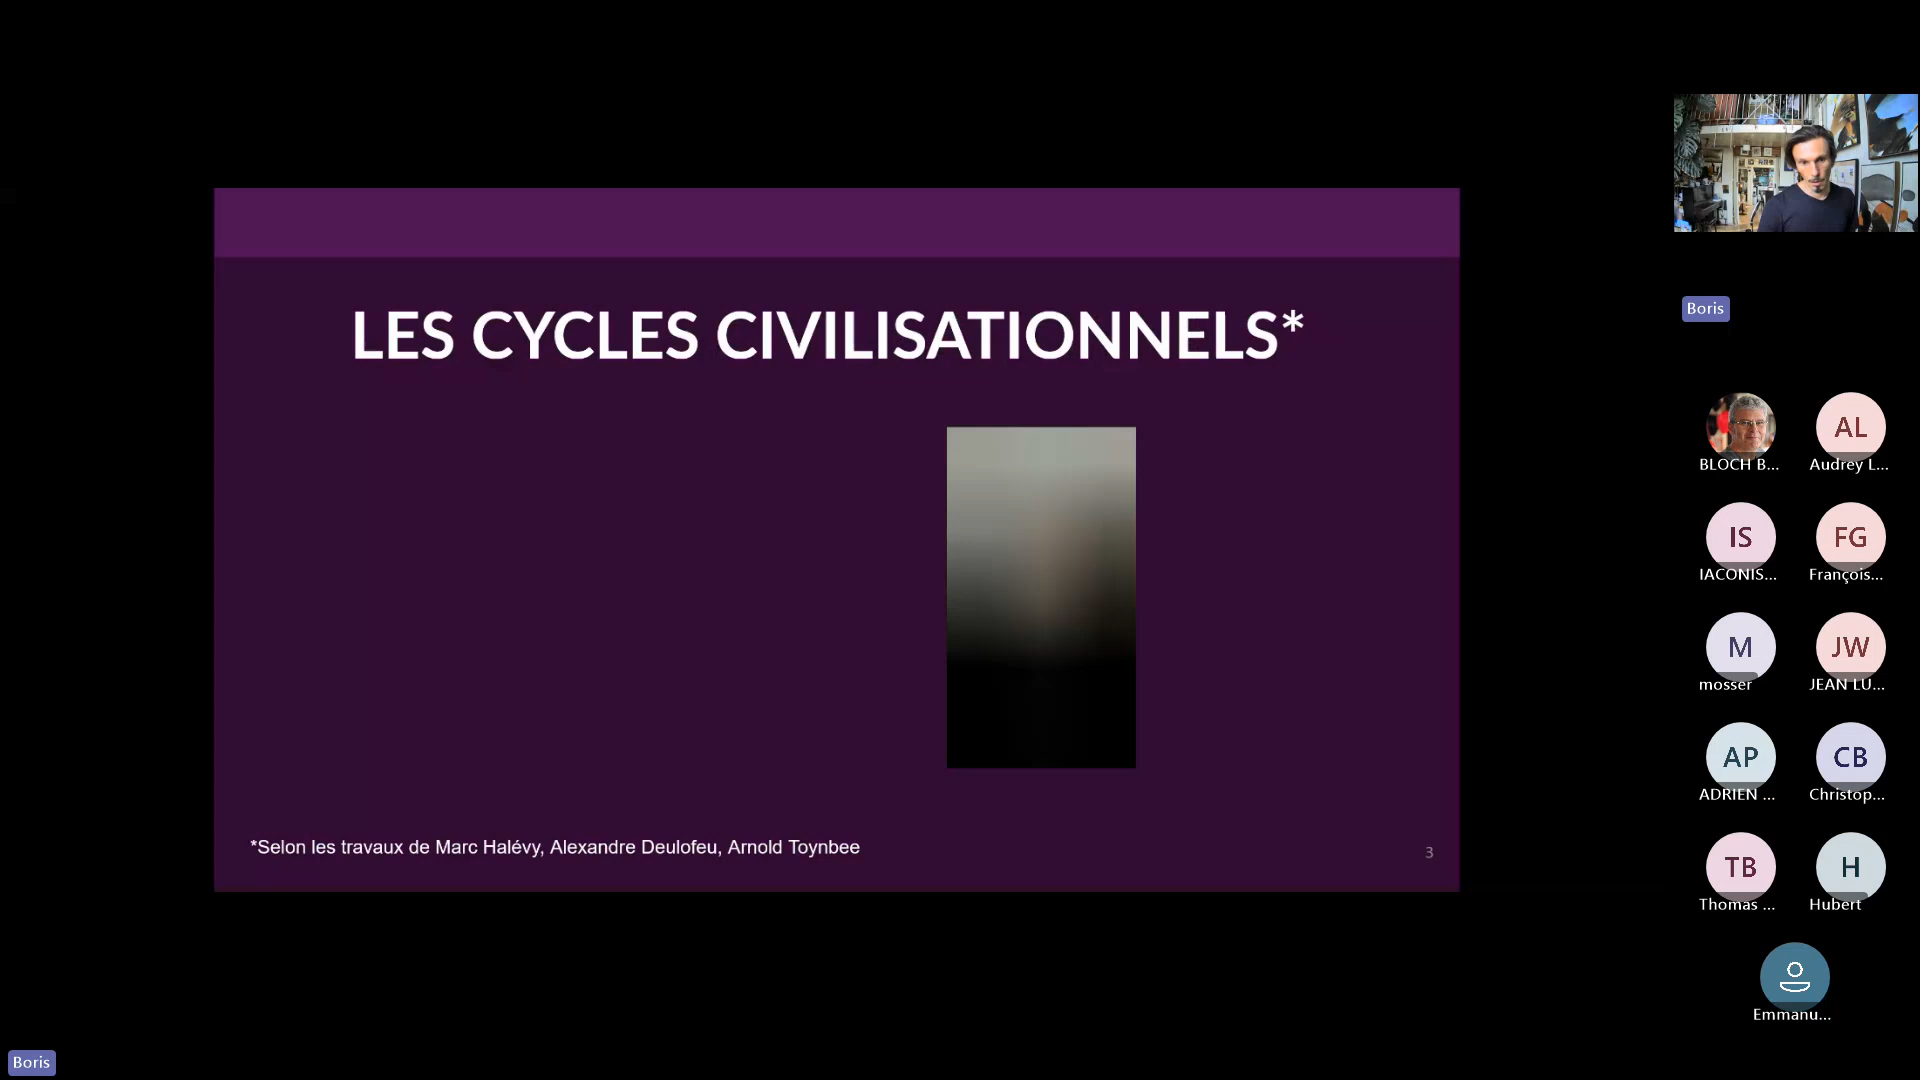 LES CYCLES CIVILISATIONNELS*
*Selon les travaux de Marc Halévy, Alexandre Deulofeu, Arnold Toynbee
3
Boris
BLOCH B...
AL
Audrey L...
IS
IACONIS...
FG
François...
M
mosser
JW
JEAN LU...
AP
ADRIEN ...
CB
Christop...
TB
Thomas ...
H
Hubert
Emmanu...
Boris